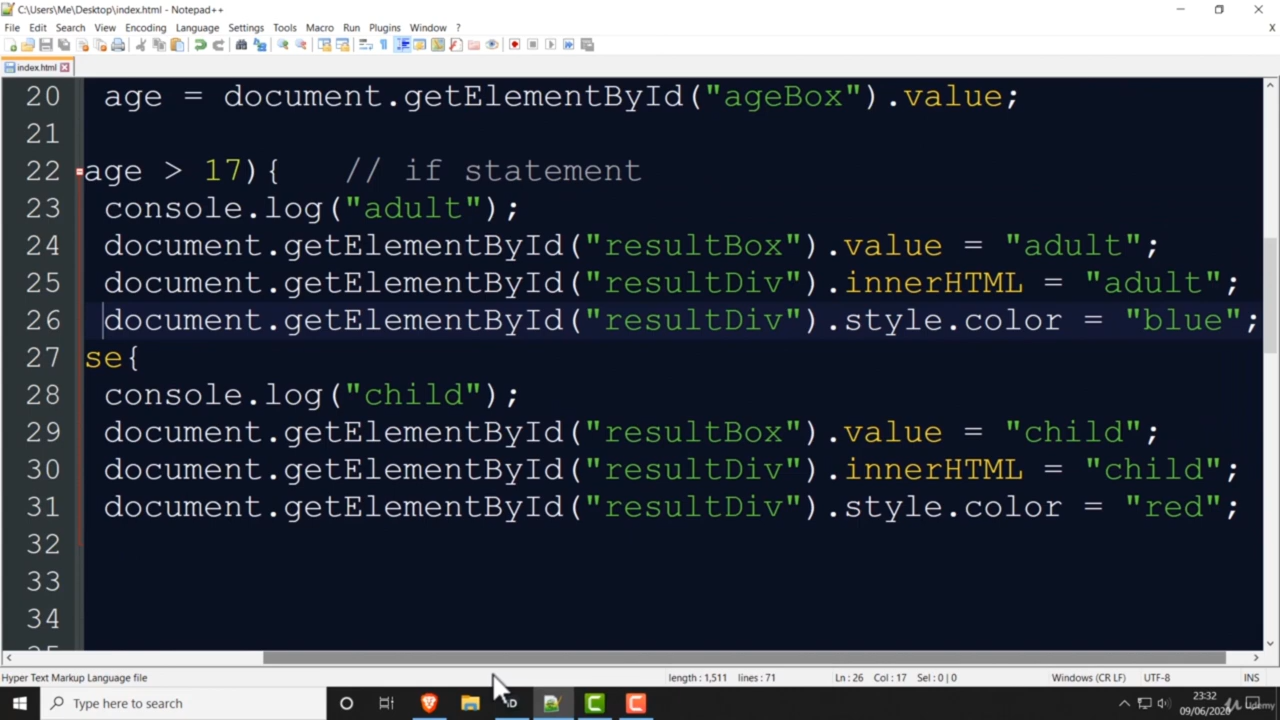 C:\Users\Me\Desktop\index.html - Notepad++
File Edit Search View Encoding Language Settings Tools Macro Run Plugins Window ?
X
index.html
20 age = document.getElementById("ageBox").value;
21
22 age > 17){ // if statement
23 console.log("adult");
24 document.getElementById("resultBox").value = "adult";
25 document.getElementById("resultDiv").innerHTML = "adult";
26 document.getElementById("resultDiv").style.color = "blue";
27 se{
28 console.log("child");
29 document.getElementById("resultBox").value = "child";
30 document.getElementById("resultDiv").innerHTML = "child";
31 document.getElementById("resultDiv").style.color = "red";
32
33
34
Hyper Text Markup Language file length : 1,511 lines : 71 Ln : 26 Col : 17 Sel : 0 | 0 Windows (CR LF) UTF-8 INS
Type here to search
23:32
09/06/2020
Udemy